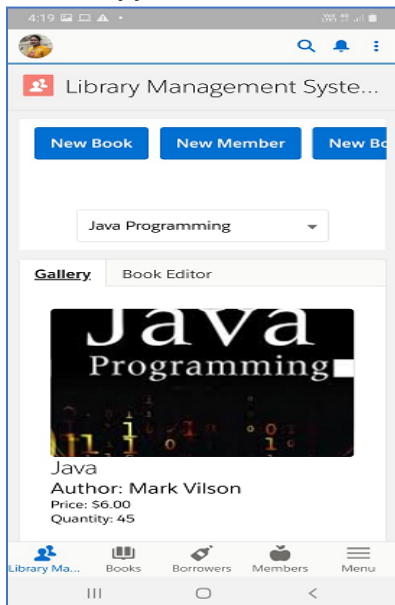 4:19
Library Management Syste...
New Book New Member New Bo
Java Programming
Gallery Book Editor
Java
Programming
Java
Author: Mark Vilson
Price: $6.00
Quantity: 45
Library Ma... Books Borrowers Members Menu